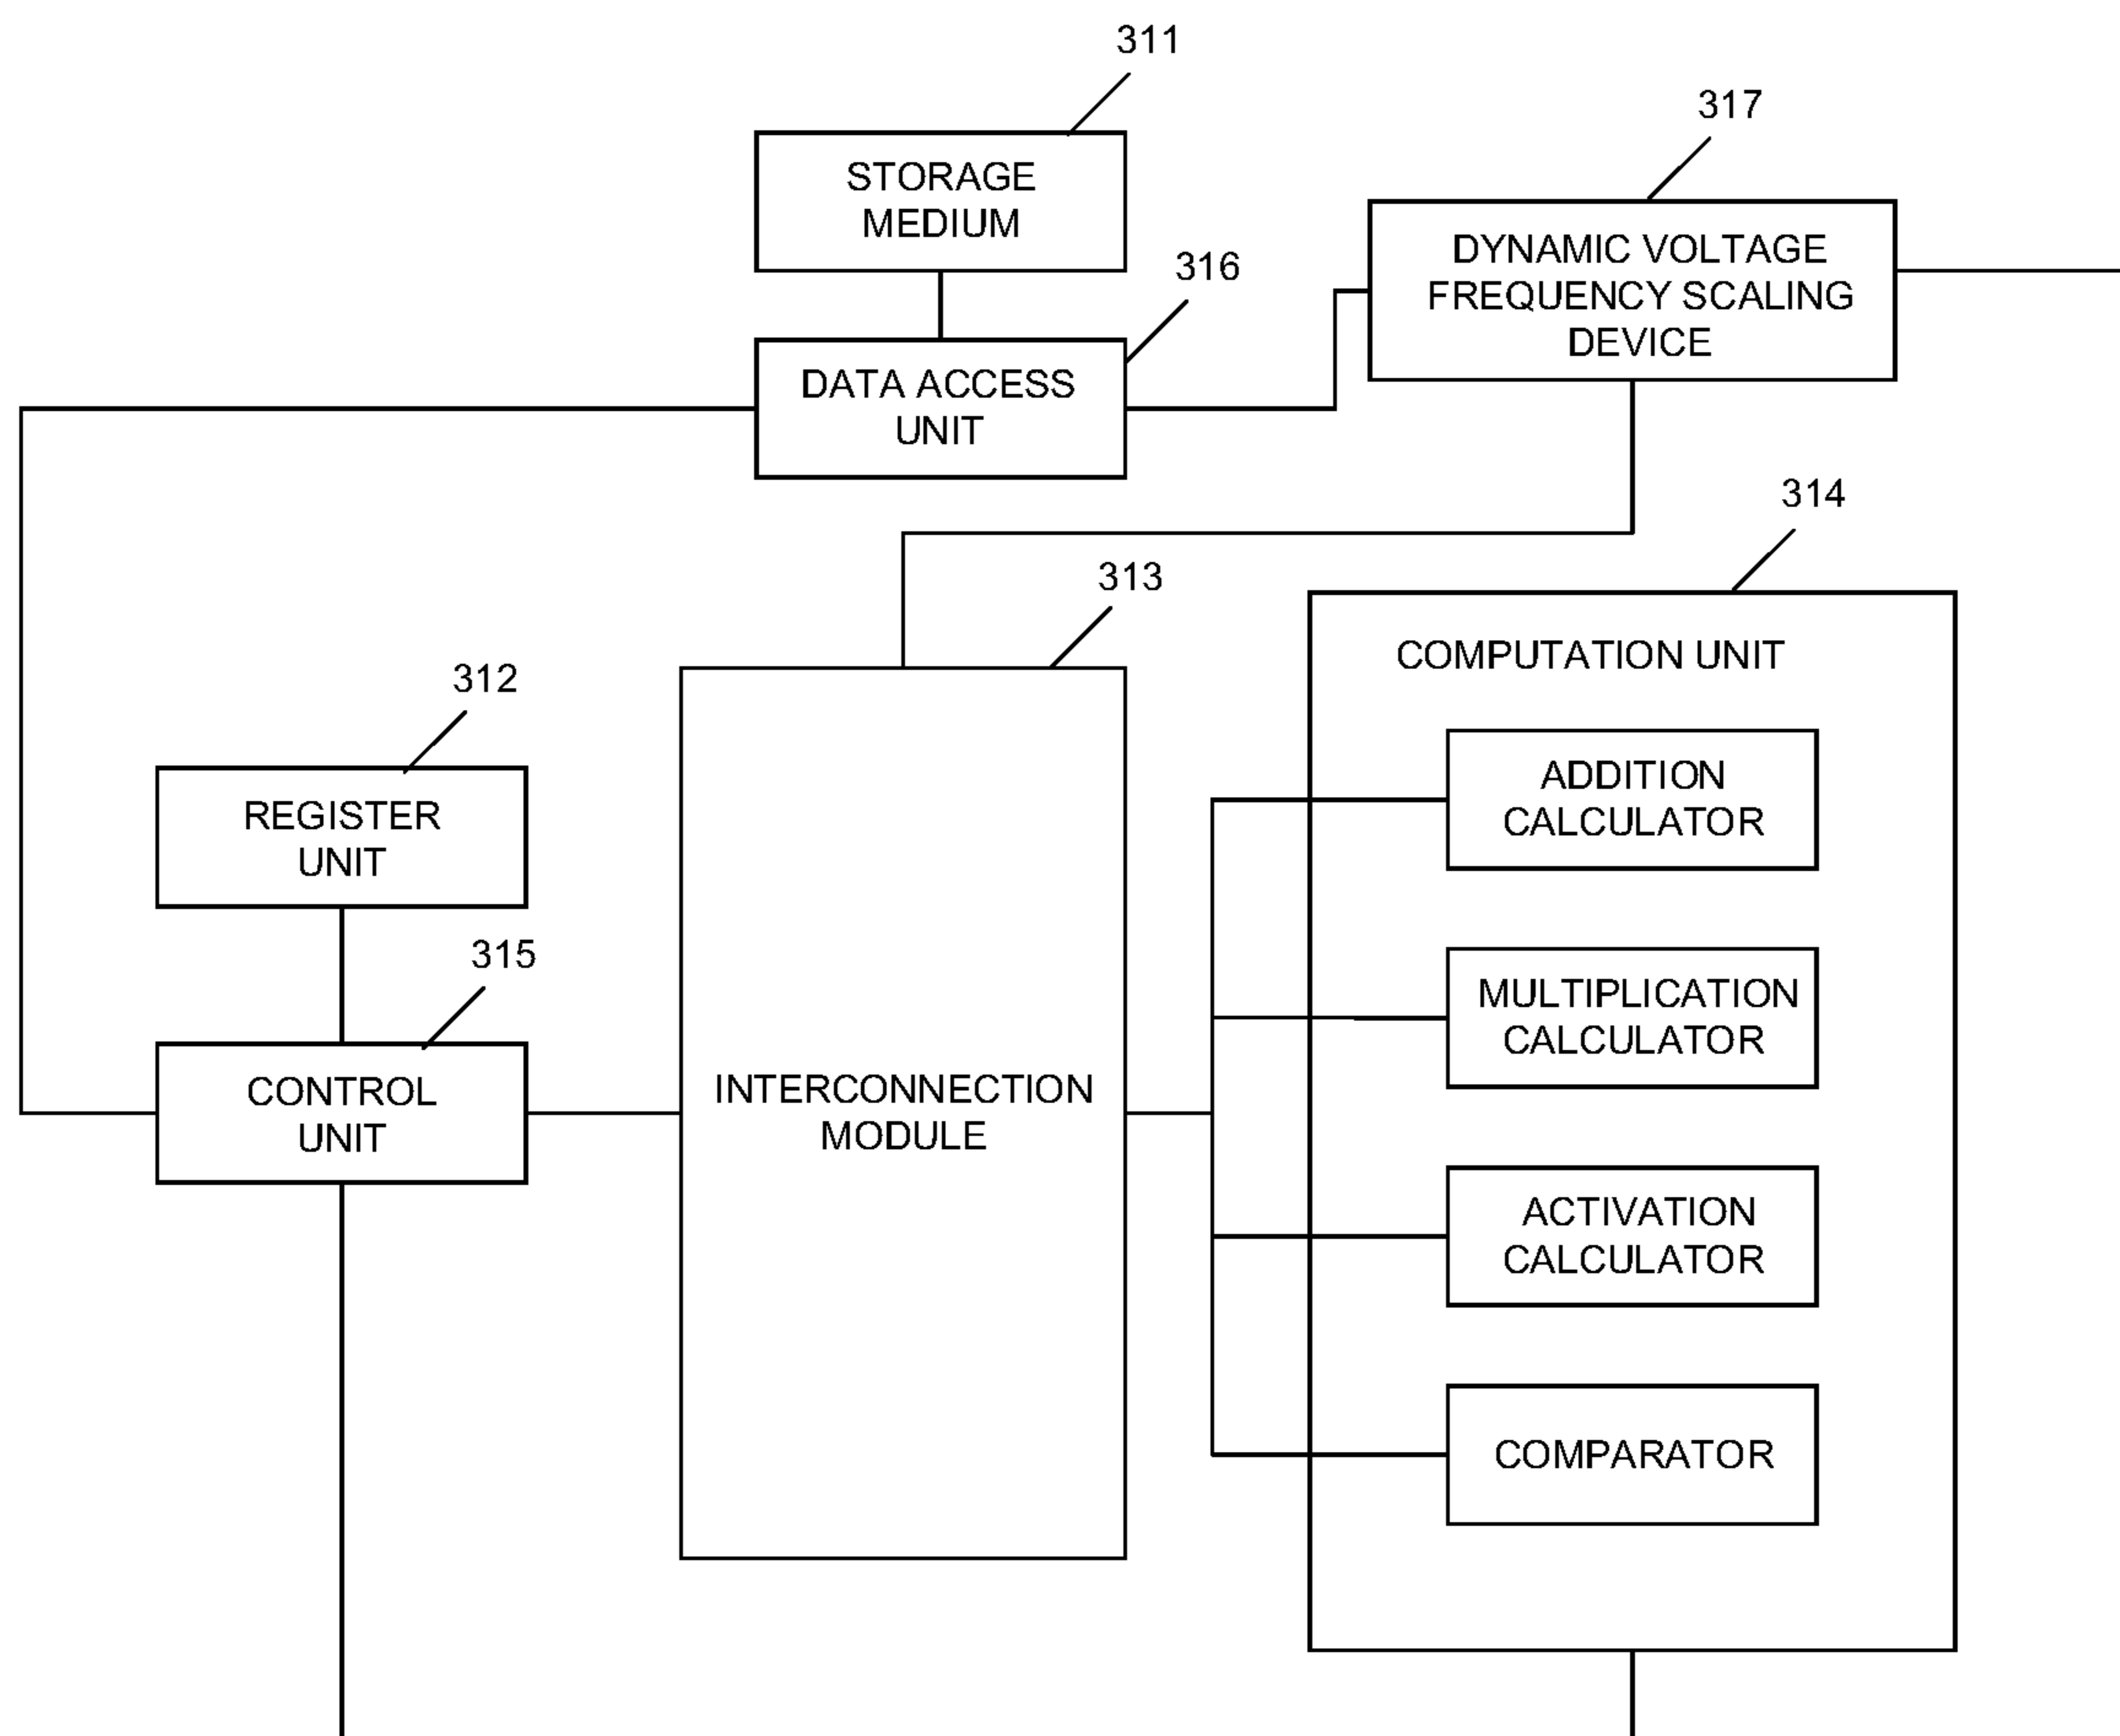 311
317
STORAGE
MEDIUM
316
DYNAMIC VOLTAGE
FREQUENCY SCALING
DEVICE
DATA ACCESS
UNIT
314
313
COMPUTATION UNIT
312
REGISTER
UNIT
ADDITION
CALCULATOR
315
MULTIPLICATION
CALCULATOR
CONTROL
UNIT
INTERCONNECTION
MODULE
ACTIVATION
CALCULATOR
COMPARATOR